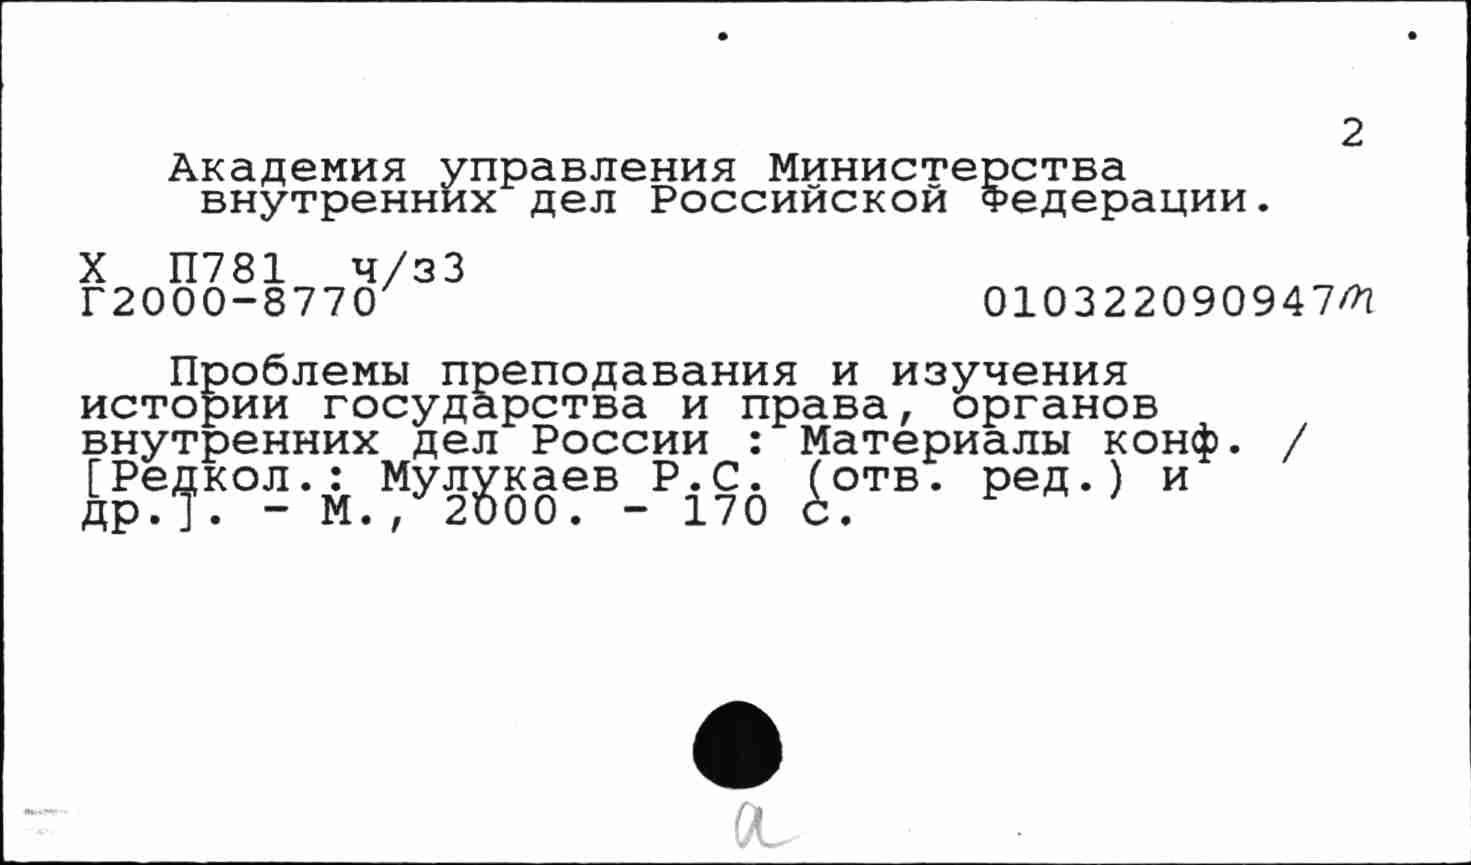 2
Академия управления Министерства
внутренних дел Российской Федерации.
Х П781 ч/з3
Г2000-8770 010322090947m
Проблемы преподавания и изучения
истории государства и права, органов
внутренних дел России : Материалы конф. /
[Редкол.: Мулукаев Р.С. (отв. ред.) и
др.]. - М., 2000. - 170 с.
а